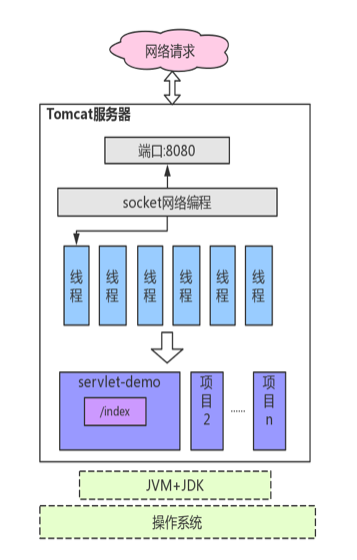 网络请求
Tomcat服务器
端口:8080
socket网络编程
线程 线程 线程 线程 线程 线程
servlet-demo
/index
项目2
......
项目n
JVM+JDK
操作系统